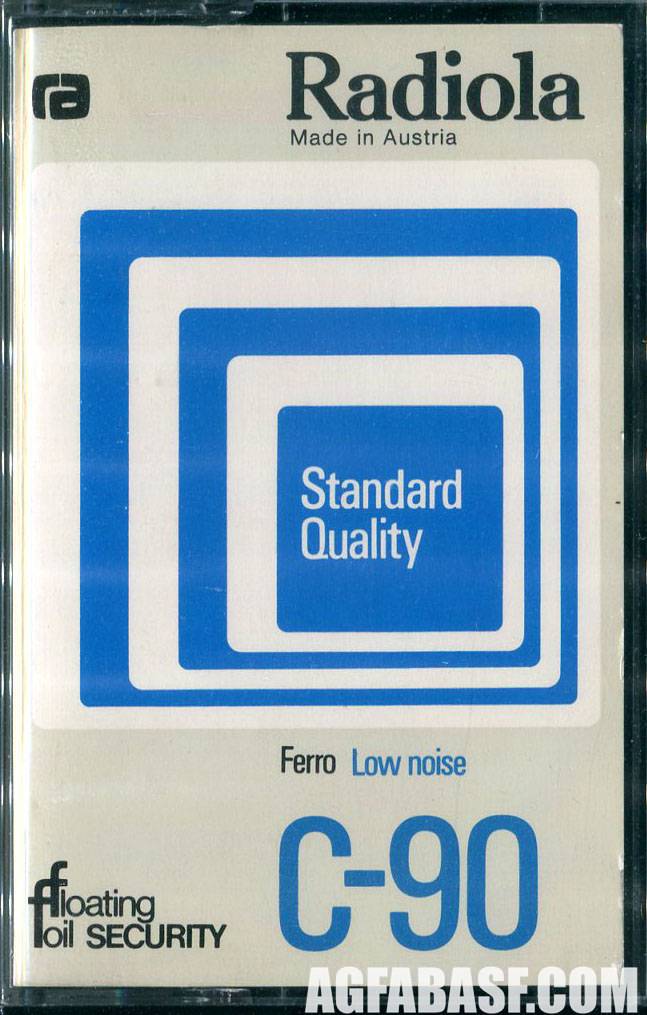 ra
Radiola
Made in Austria
Standard
Quality
Ferro Low noise
C-90
floating
foil SECURITY
AGFABASF.COM